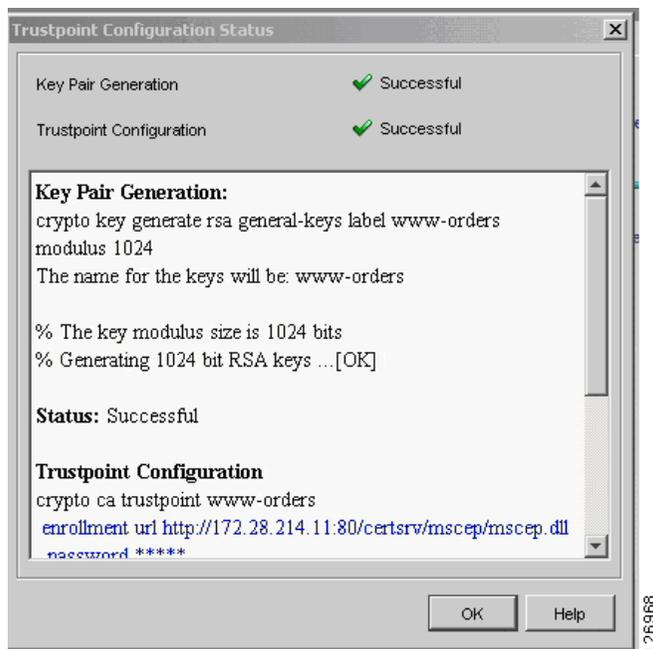 Trustpoint Configuration Status
Key Pair Generation Successful
Trustpoint Configuration Successful
Key Pair Generation:
crypto key generate rsa general-keys label www-orders
modulus 1024
The name for the keys will be: www-orders
% The key modulus size is 1024 bits
% Generating 1024 bit RSA keys ...[OK]
Status: Successful
Trustpoint Configuration
crypto ca trustpoint www-orders
enrollment url http://172.28.214.11:80/certsrv/mscep/mscep.dll
password *****
OK Help
26968